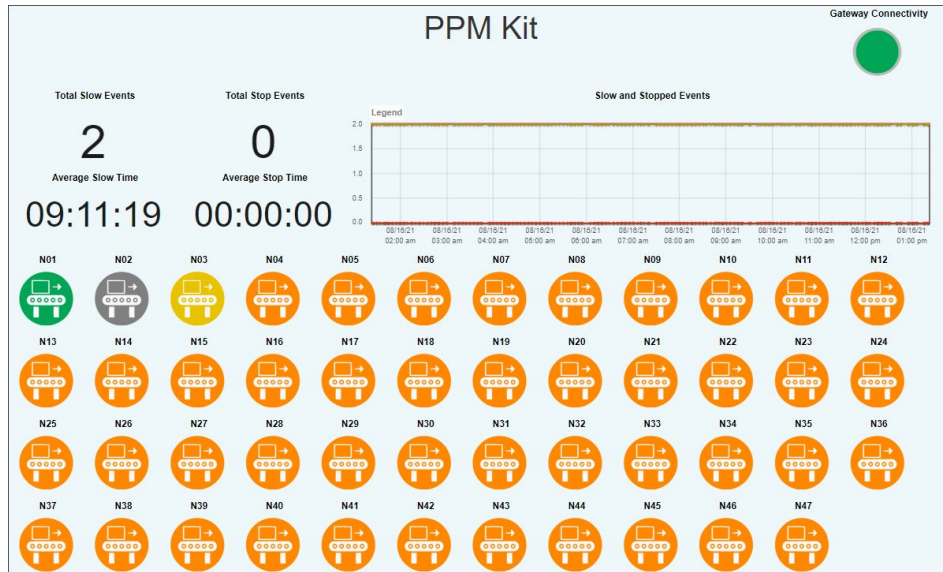 PPM Kit
Gateway Connectivity
Total Slow Events
Total Stop Events
Slow and Stopped Events
2
0
Average Slow Time
Average Stop Time
09:11:19
00:00:00
Legend
2.0
1.5
1.0
0.5
0.0
08/16/21 08/16/21 08/16/21 08/16/21 08/16/21 08/16/21 08/16/21 08/16/21 08/16/21 08/16/21 08/16/21 08/16/21
02:00 am 03:00 am 04:00 am 05:00 am 06:00 am 07:00 am 08:00 am 09:00 am 10:00 am 11:00 am 12:00 pm 01:00 pm
N01 N02 N03 N04 N05 N06 N07 N08 N09 N10 N11 N12
N13 N14 N15 N16 N17 N18 N19 N20 N21 N22 N23 N24
N25 N26 N27 N28 N29 N30 N31 N32 N33 N34 N35 N36
N37 N38 N39 N40 N41 N42 N43 N44 N45 N46 N47